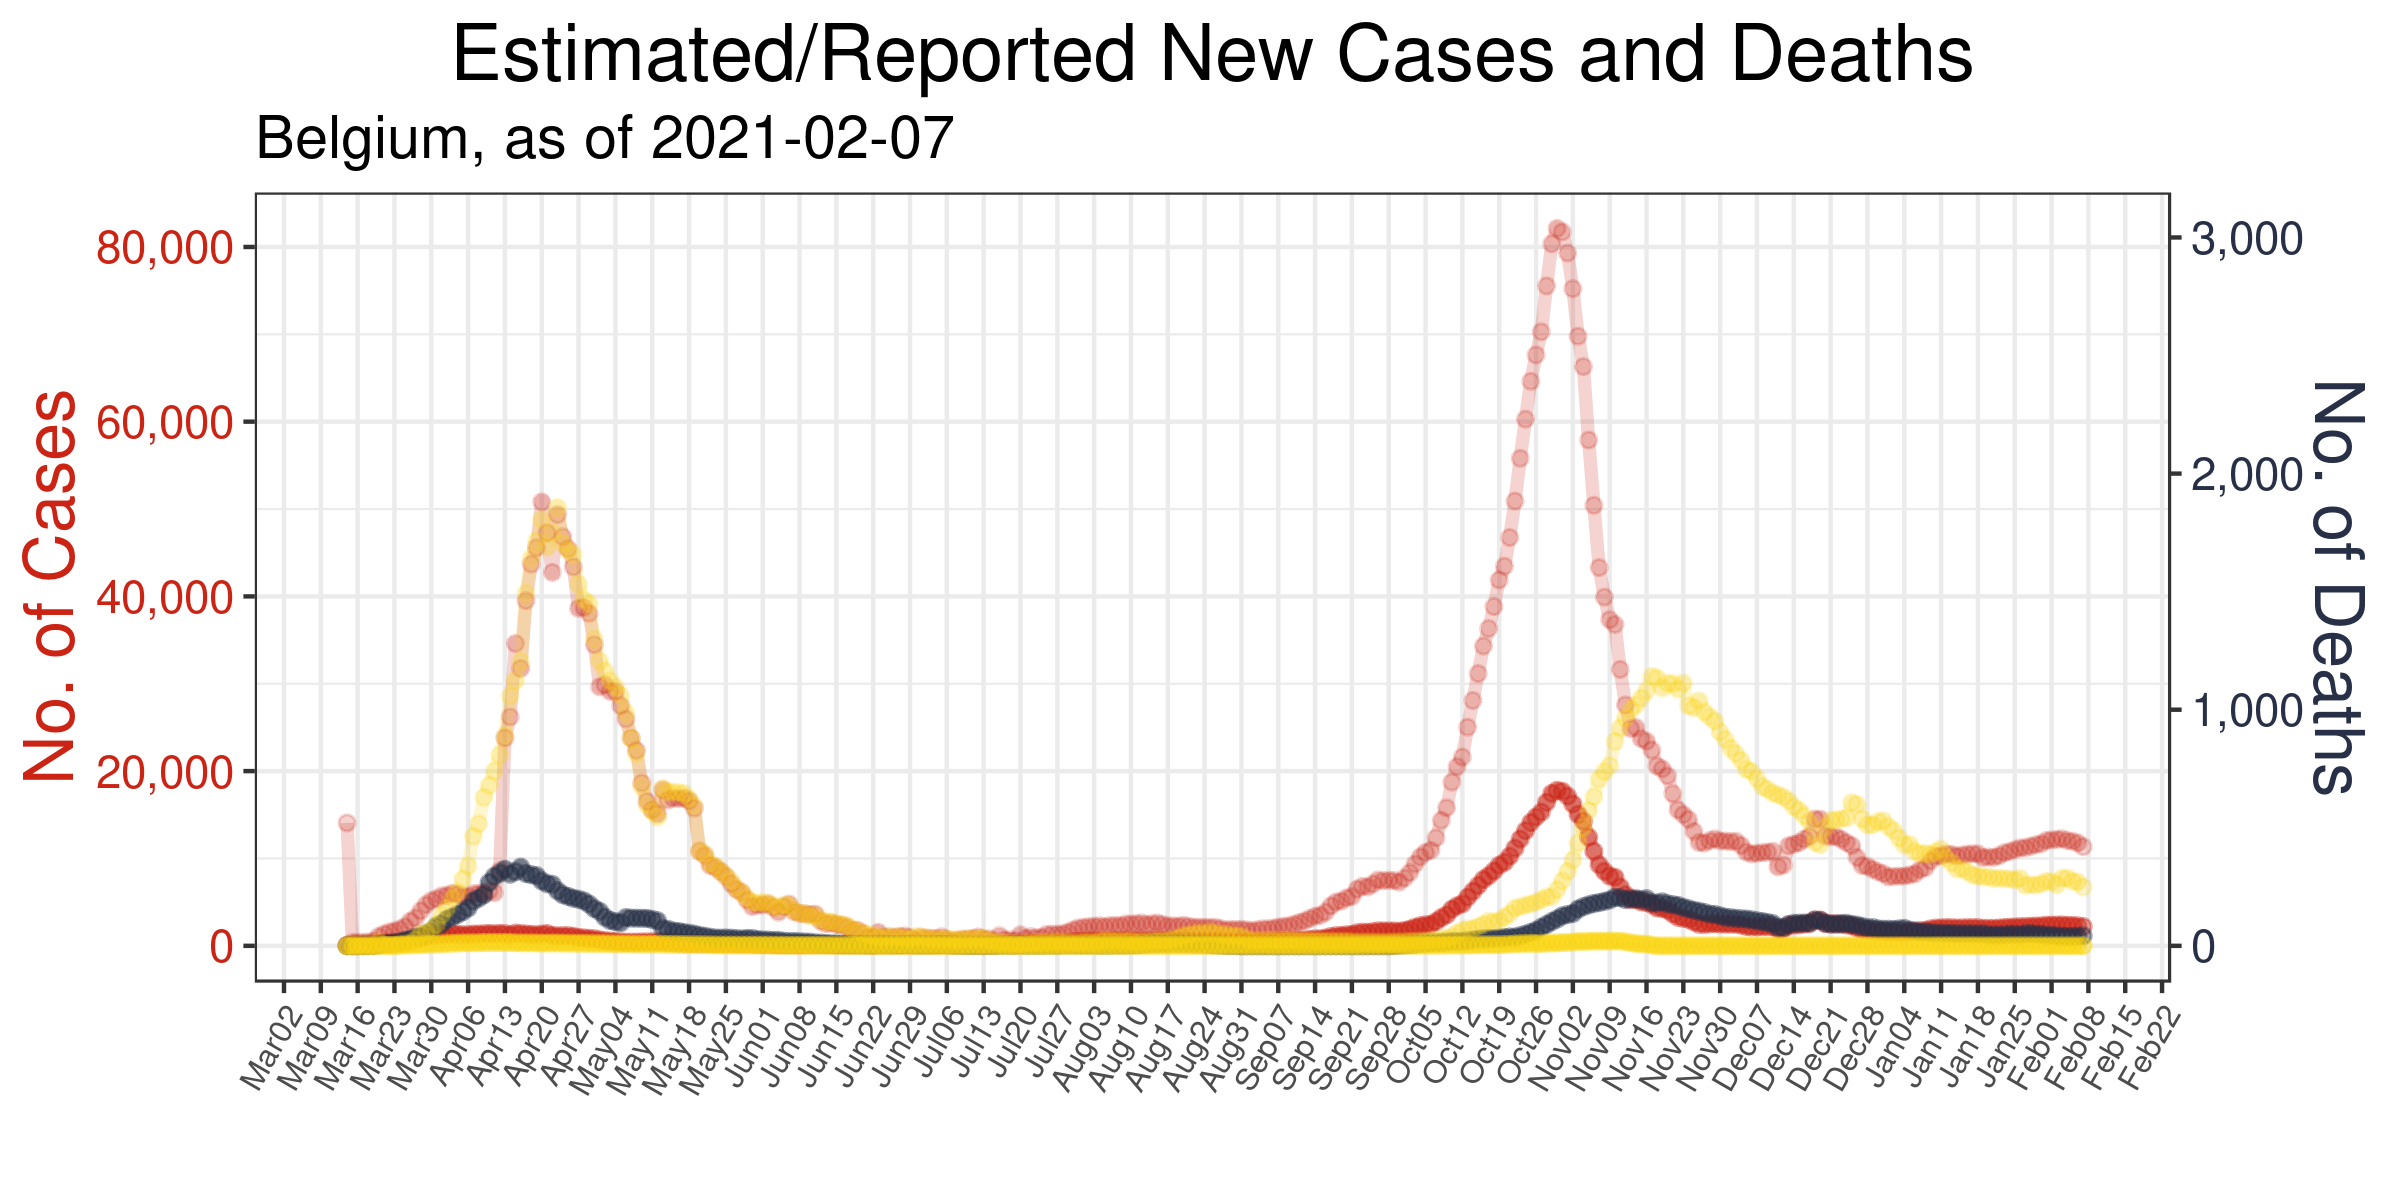 Estimated/Reported New Cases and Deaths
Belgium, as of 2021-02-07
No. of Cases
80,000
60,000
40,000
20,000
0
3,000
2,000
1,000
0
No. of Deaths
Mar02
Mar09
Mar16
Mar23
Mar30
Apr06
Apr13
Apr20
Apr27
May04
May11
May18
May25
Jun01
Jun08
Jun15
Jun22
Jun29
Jul06
Jul13
Jul20
Jul27
Aug03
Aug10
Aug17
Aug24
Aug31
Sep07
Sep14
Sep21
Sep28
Oct05
Oct12
Oct19
Oct26
Nov02
Nov09
Nov16
Nov23
Nov30
Dec07
Dec14
Dec21
Dec28
Jan04
Jan11
Jan18
Jan25
Feb01
Feb08
Feb15
Feb22